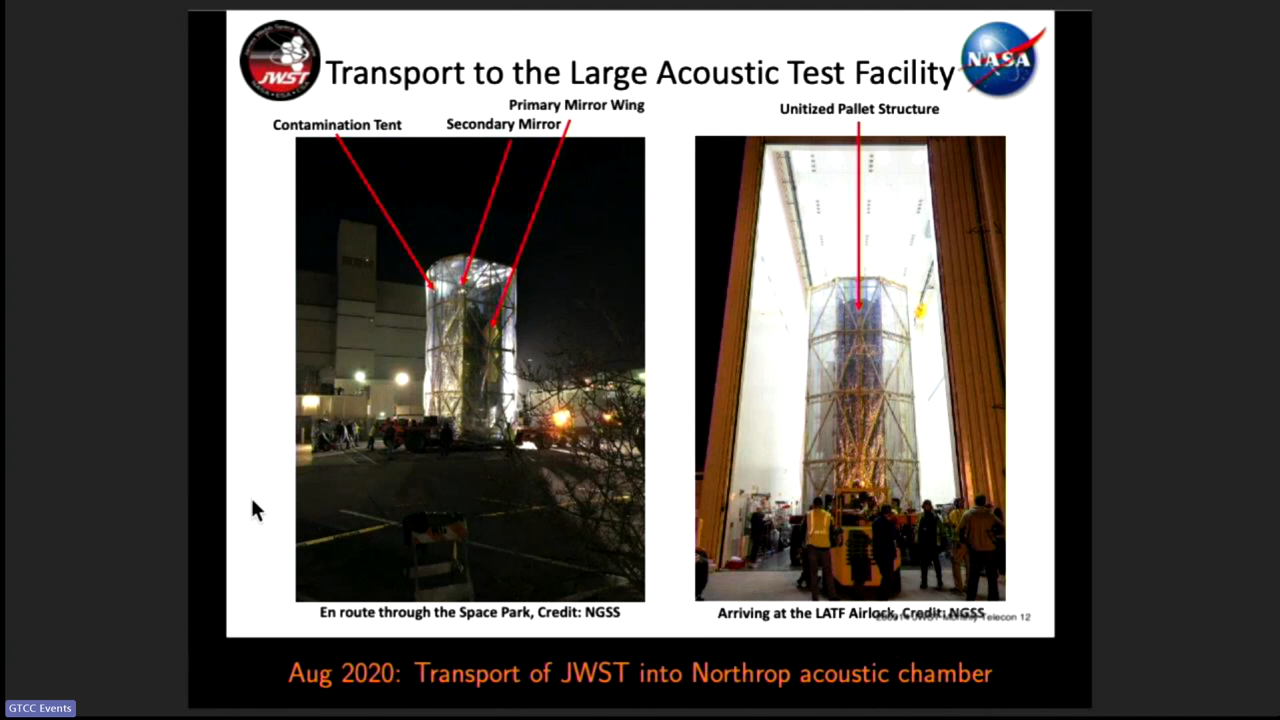 JWST
NASA
Transport to the Large Acoustic Test Facility
Primary Mirror Wing
Contamination Tent
Secondary Mirror
Unitized Pallet Structure
En route through the Space Park, Credit: NGSS
Arriving at the LATF Airlock, Credit: NGSS
JWST Monthly Telecon 12
Aug 2020: Transport of JWST into Northrop acoustic chamber
GTCC Events